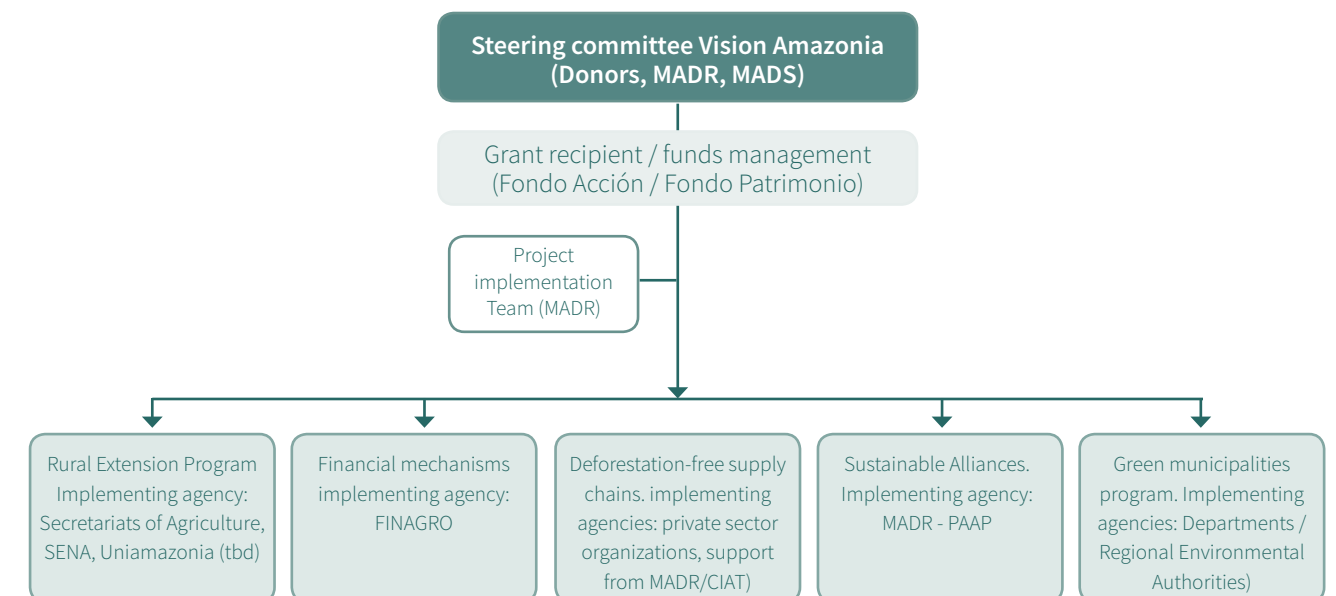 Steering committee Vision Amazonia
(Donors, MADR, MADS)
Grant recipient / funds management
(Fondo Acción / Fondo Patrimonio)
Project
implementation
Team (MADR)
Rural Extension Program
Implementing agency:
Secretariats of Agriculture,
SENA, Uniamazonia (tbd)
Financial mechanisms
implementing agency:
FINAGRO
Deforestation-free supply
chains. implementing
agencies: private sector
organizations, support
from MADR/CIAT)
Sustainable Alliances.
Implementing agency:
MADR - PAAP
Green municipalities
program. Implementing
agencies: Departments /
Regional Environmental
Authorities)